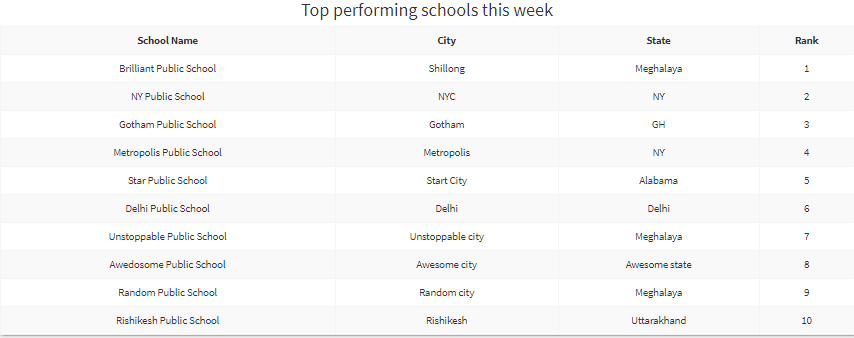 Top performing schools this week
School Name City State Rank
Brilliant Public School Shillong Meghalaya 1
NY Public School NYC NY 2
Gotham Public School Gotham GH 3
Metropolis Public School Metropolis NY 4
Star Public School Start City Alabama 5
Delhi Public School Delhi Delhi 6
Unstoppable Public School Unstoppable city Meghalaya 7
Awedosome Public School Awesome city Awesome state 8
Random Public School Random city Meghalaya 9
Rishikesh Public School Rishikesh Uttarakhand 10